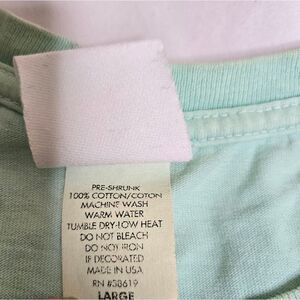 PRE-SHRUNK
100% COTTON/COTON
MACHINE WASH
WARM WATER
TUMBLE DRY-LOW HEAT
DO NOT BLEACH
DO NOT IRON
IF DECORATED
MADE IN USA
RN #38619
LARGE